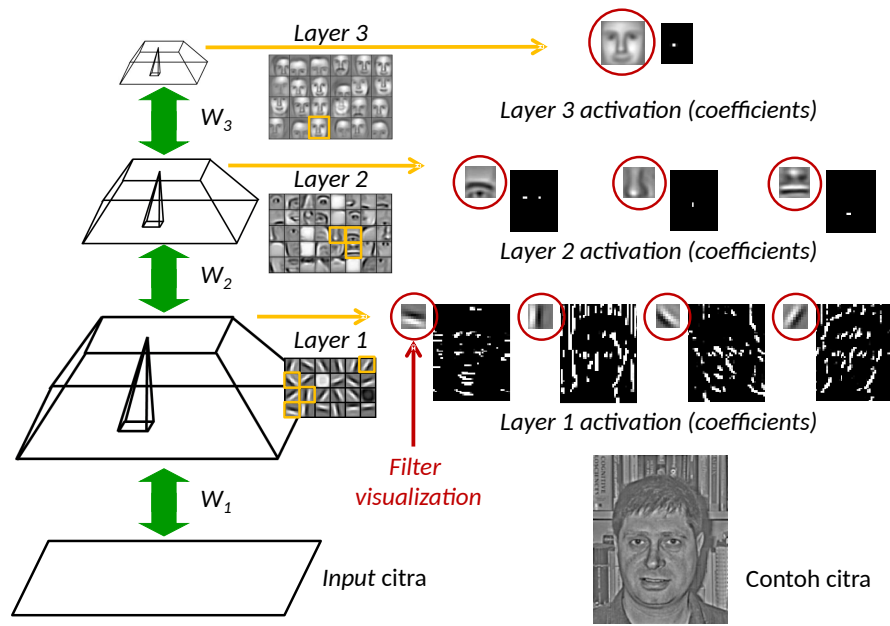 Layer 3
W3
Layer 3 activation (coefficients)
Layer 2
W2
Layer 2 activation (coefficients)
Layer 1
W1
Layer 1 activation (coefficients)
Filter
visualization
COGNITIVE
Input citra
Contoh citra